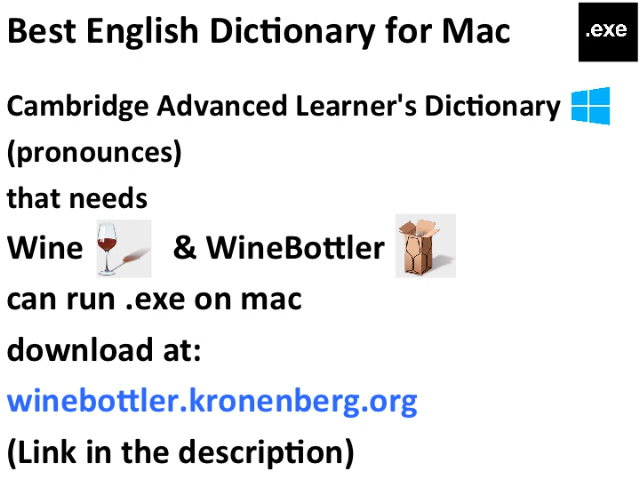 Best English Dictionary for Mac
.exe
Cambridge Advanced Learner's Dictionary
(pronounces)
that needs
Wine & WineBottler
can run .exe on mac
download at:
winebottler.kronenberg.org
(Link in the description)